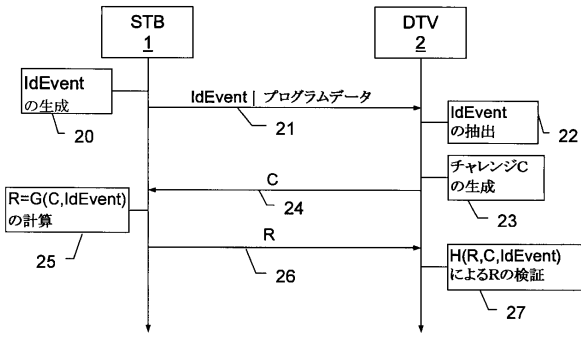 STB
1
DTV
2
IdEvent
の生成
20
IdEvent | プログラムデータ
21
IdEvent
の抽出
22
チャレンジC
の生成
23
C
24
R=G(C,IdEvent)
の計算
25
R
26
H(R,C,IdEvent)
によるRの検証
27